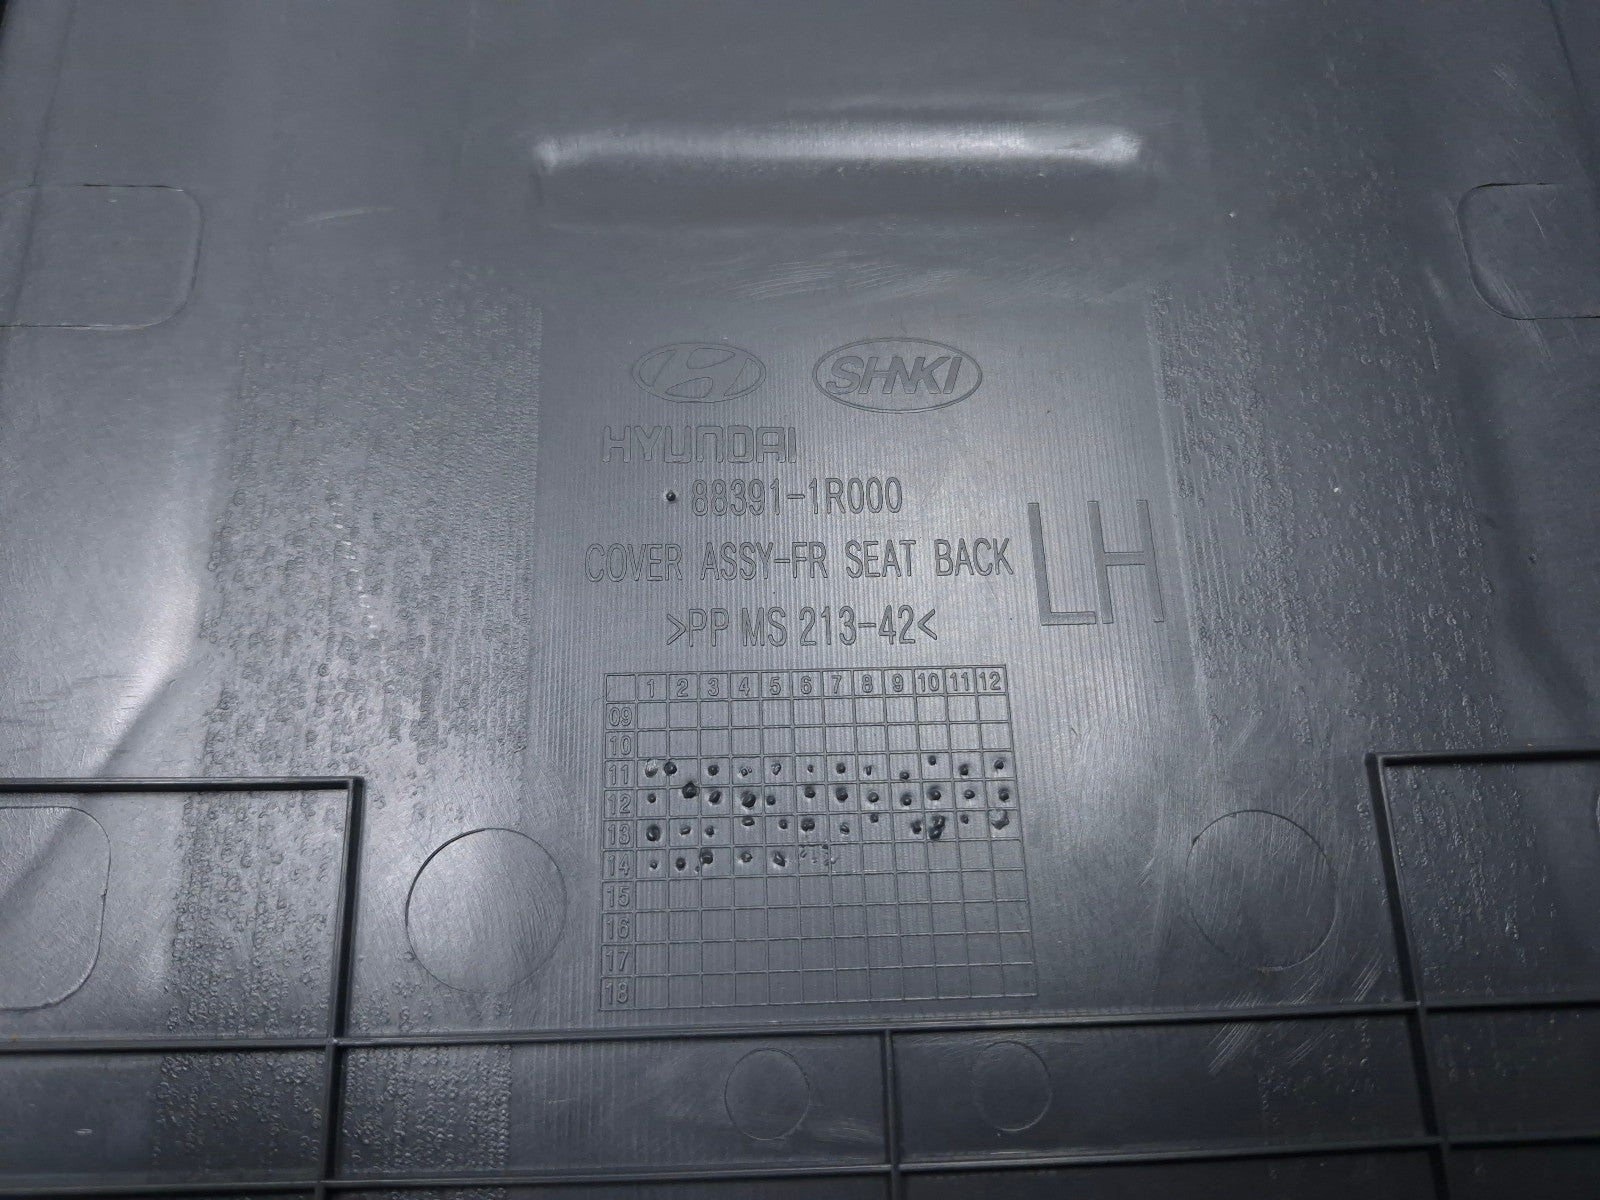 SHNKI
HYUNDAI
88391-1R000
COVER ASSY-FR SEAT BACK
LH
>PP MS 213-42<
1 2 3 4 5 6 7 8 9 10 11 12
09
10
11
12
13
14
15
16
17
18